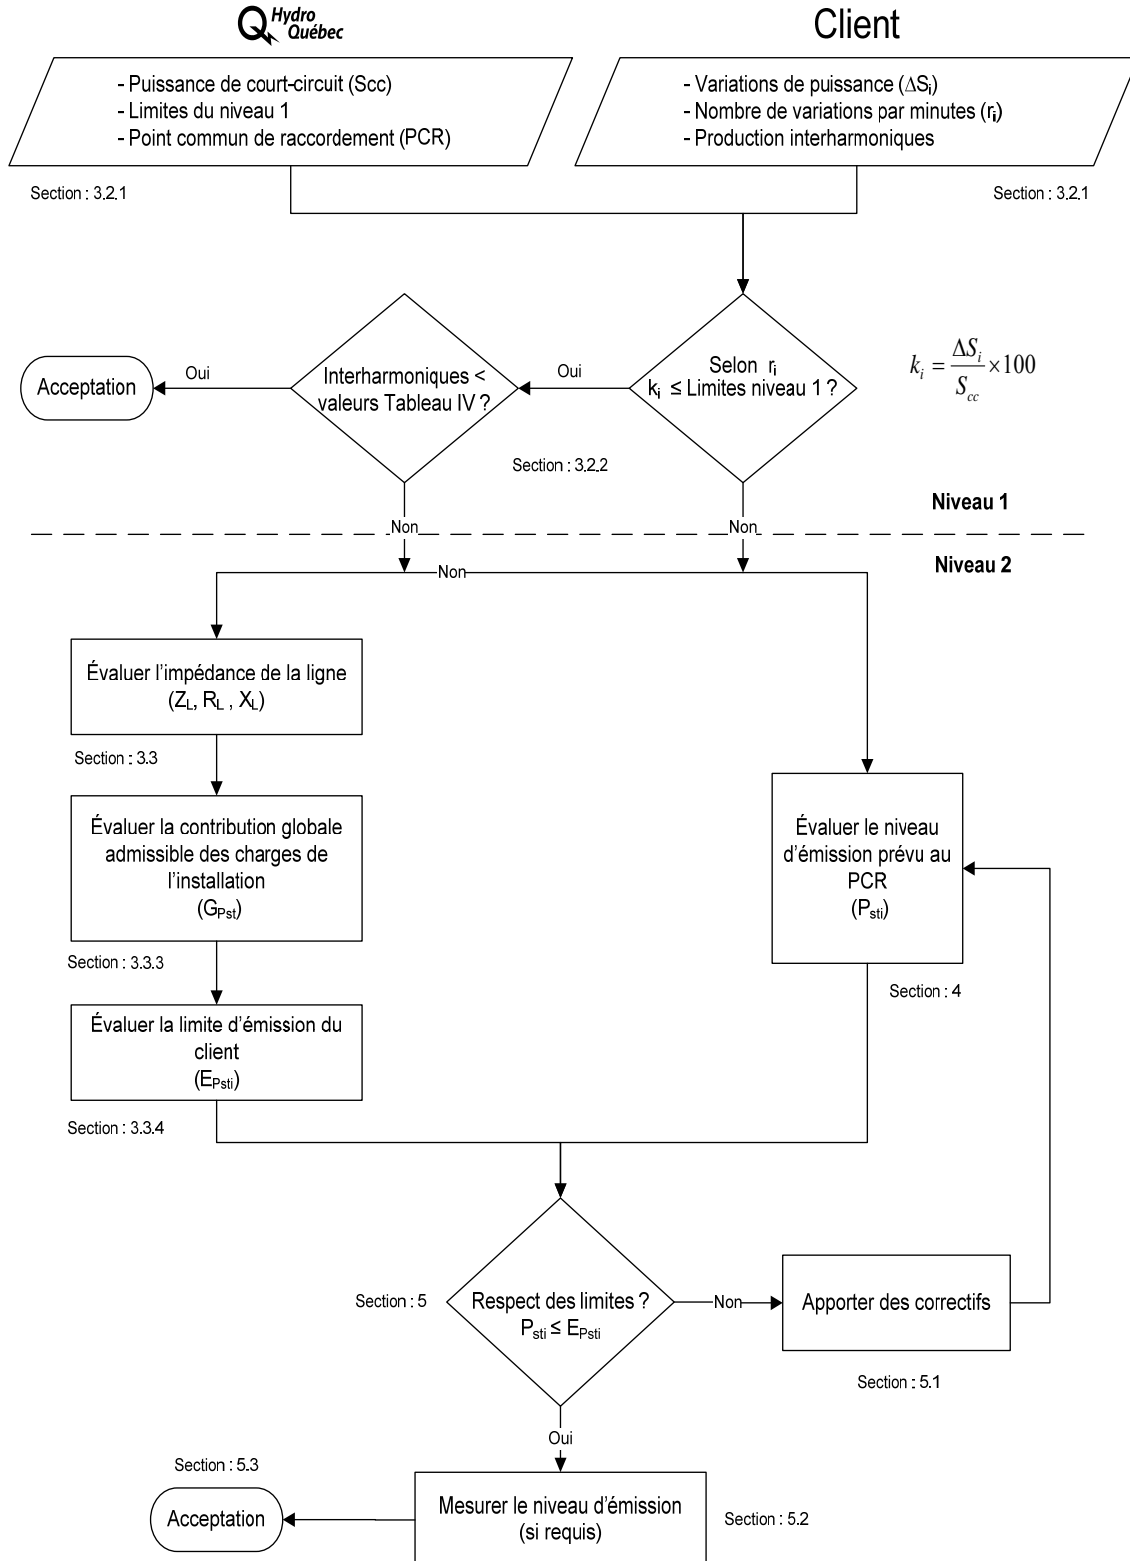 Hydro
Québec
Client
- Puissance de court-circuit (Scc)
- Limites du niveau 1
- Point commun de raccordement (PCR)
- Variations de puissance (ΔSi)
- Nombre de variations par minutes (ri)
- Production interharmoniques
Section : 3.2.1
Section : 3.2.1
Acceptation
Oui
Interharmoniques <
valeurs Tableau IV ?
Oui
Selon ri
ki ≤ Limites niveau 1 ?
ki = ΔSi / Scc ×100
Section : 3.2.2
Niveau 1
Non
Non
Niveau 2
Non
Évaluer l'impédance de la ligne
(ZL, RL , XL)
Section : 3.3
Évaluer la contribution globale
admissible des charges de
l'installation
(GPst)
Section : 3.3.3
Évaluer le niveau
d'émission prévu au
PCR
(Psti)
Section : 4
Évaluer la limite d'émission du
client
(EPsti)
Section : 3.3.4
Section : 5
Respect des limites ?
Psti ≤ EPsti
Non
Apporter des correctifs
Section : 5.1
Oui
Section : 5.3
Acceptation
Mesurer le niveau d'émission
(si requis)
Section : 5.2